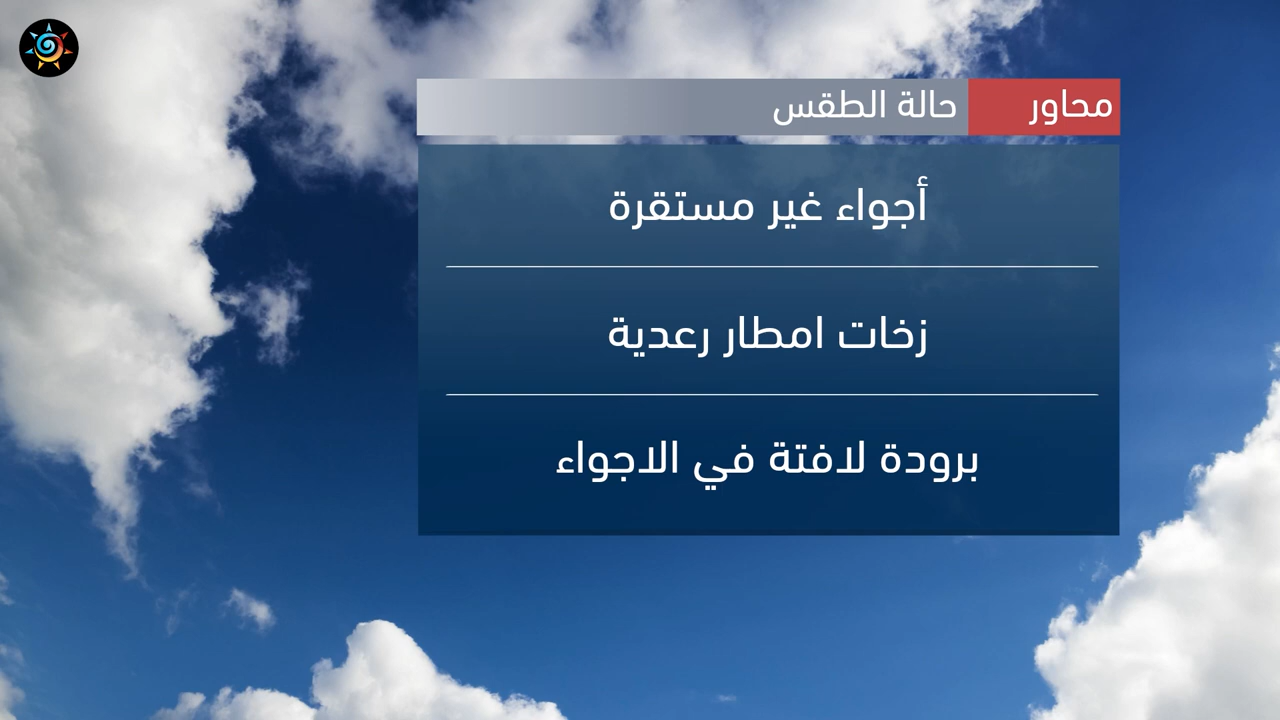 محاور حالة الطقس
أجواء غير مستقرة
زخات امطار رعدية
برودة لافتة في الاجواء